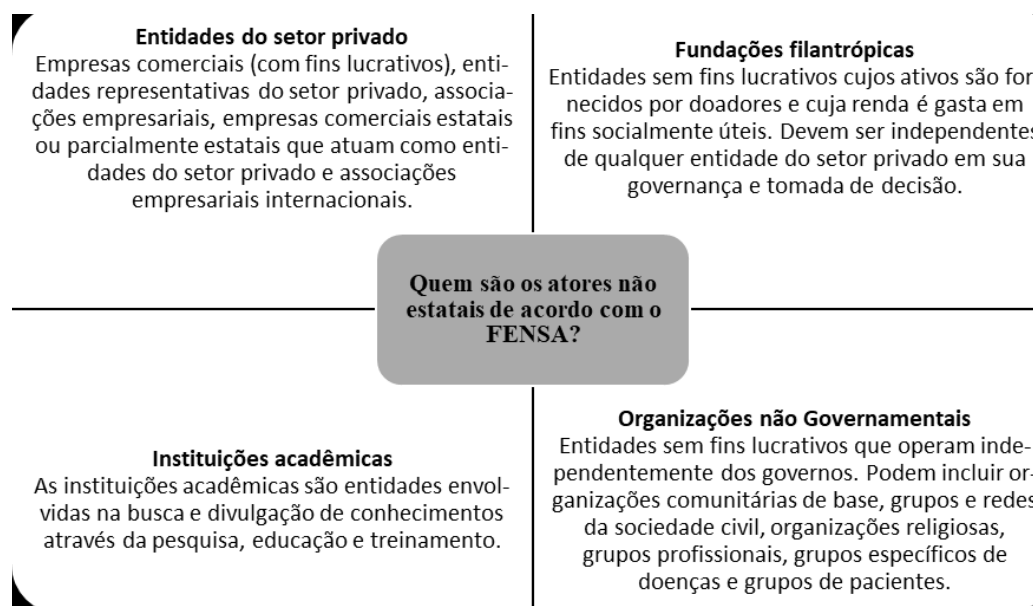 Entidades do setor privado
Empresas comerciais (com fins lucrativos), enti-
dades representativas do setor privado, associa-
ções empresariais, empresas comerciais estatais
ou parcialmente estatais que atuam como enti-
dades do setor privado e associações
empresariais internacionais.
Fundações filantrópicas
Entidades sem fins lucrativos cujos ativos são for
necidos por doadores e cuja renda é gasta em
fins socialmente úteis. Devem ser independentes
de qualquer entidade do setor privado em sua
governança e tomada de decisão.
Quem são os atores não
estatais de acordo com o
FENSA?
Instituições acadêmicas
As instituições acadêmicas são entidades envol-
vidas na busca e divulgação de conhecimentos
através da pesquisa, educação e treinamento.
Organizações não Governamentais
Entidades sem fins lucrativos que operam inde-
pendentemente dos governos. Podem incluir or-
ganizações comunitárias de base, grupos e redes
da sociedade civil, organizações religiosas,
grupos profissionais, grupos específicos de
doenças e grupos de pacientes.